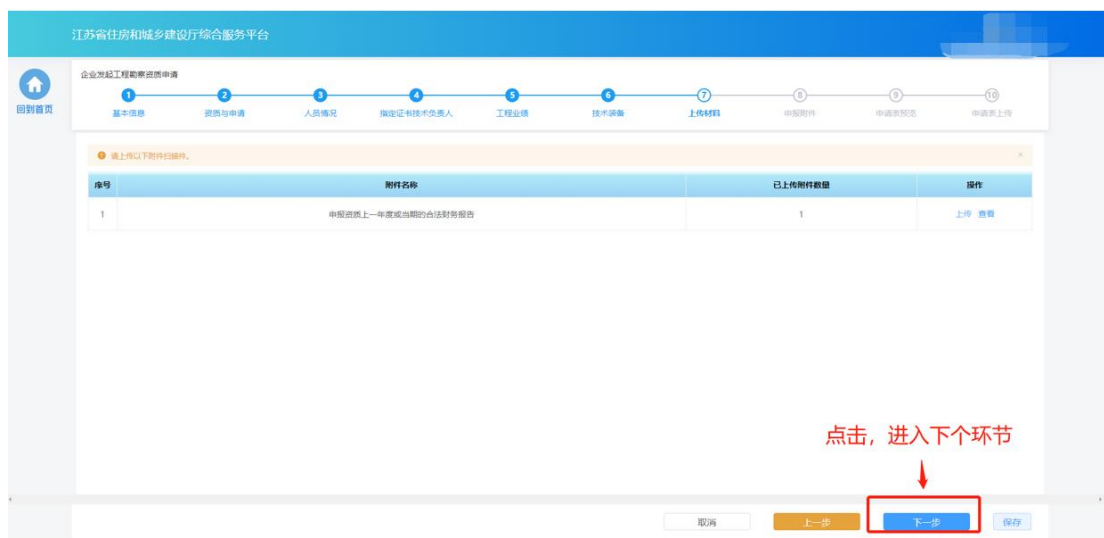 江苏省住房和城乡建设厅综合服务平台
回到首页
企业发起工程勘察资质申请
1 2 3 4 5 6 7 8 9 10
基本信息 资质与申请 人员情况 指定证书技术负责人 工程业绩 技术装备 上传材料 申报附件 申请表预览 申请表上传
请上传以下附件扫描件。
序号 附件名称 已上传附件数量 操作
1 申报资质上一年度或当期的合法财务报告 1 上传 查看
点击，进入下个环节
取消 上一步 下一步 保存